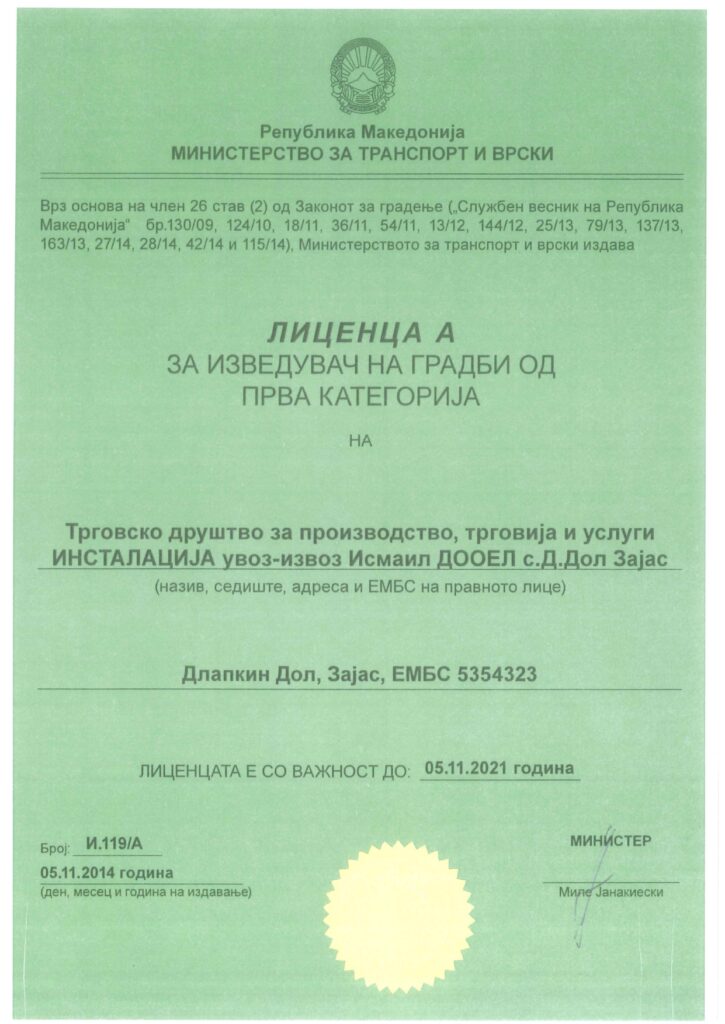 Република Македонија
МИНИСТЕРСТВО ЗА ТРАНСПОРТ И ВРСКИ
Врз основа на член 26 став (2) од Законот за градење („Службен весник на Република
Македонија“ бр.130/09, 124/10, 18/11, 36/11, 54/11, 13/12, 144/12, 25/13, 79/13, 137/13,
163/13, 27/14, 28/14, 42/14 и 115/14), Министерството за транспорт и врски издава
ЛИЦЕНЦА А
ЗА ИЗВЕДУВАЧ НА ГРАДБИ ОД
ПРВА КАТЕГОРИЈА
НА
Трговско друштво за производство, трговија и услуги
ИНСТАЛАЦИЈА увоз-извоз Исмаил ДООЕЛ с.Д.Дол Зајас
(назив, седиште, адреса и ЕМБС на правното лице)
Длапкин Дол, Зајас, ЕМБС 5354323
ЛИЦЕНЦАТА Е СО ВАЖНОСТ ДО: 05.11.2021 година
Број: И.119/А
05.11.2014 година
(ден, месец и година на издавање)
МИНИСТЕР
Миле Јанакиески